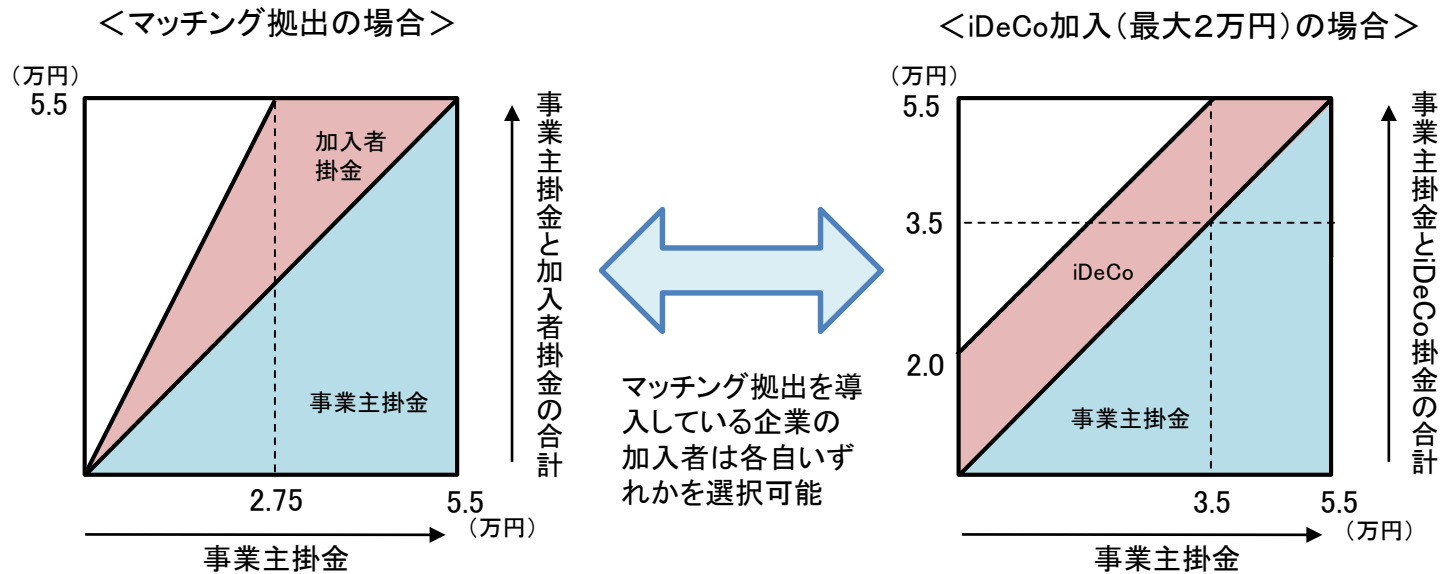 ＜マッチング拠出の場合＞
（万円）
5.5
加入者
掛金
事業主掛金
2.75
5.5
（万円）
事業主掛金
事業主掛金と加入者掛金の合計
マッチング拠出を導
入している企業の
加入者は各自いず
れかを選択可能
＜iDeCo加入（最大２万円）の場合＞
（万円）
5.5
3.5
2.0
iDeCo
事業主掛金
3.5
5.5
（万円）
事業主掛金
事業主掛金とiDeCo掛金の合計